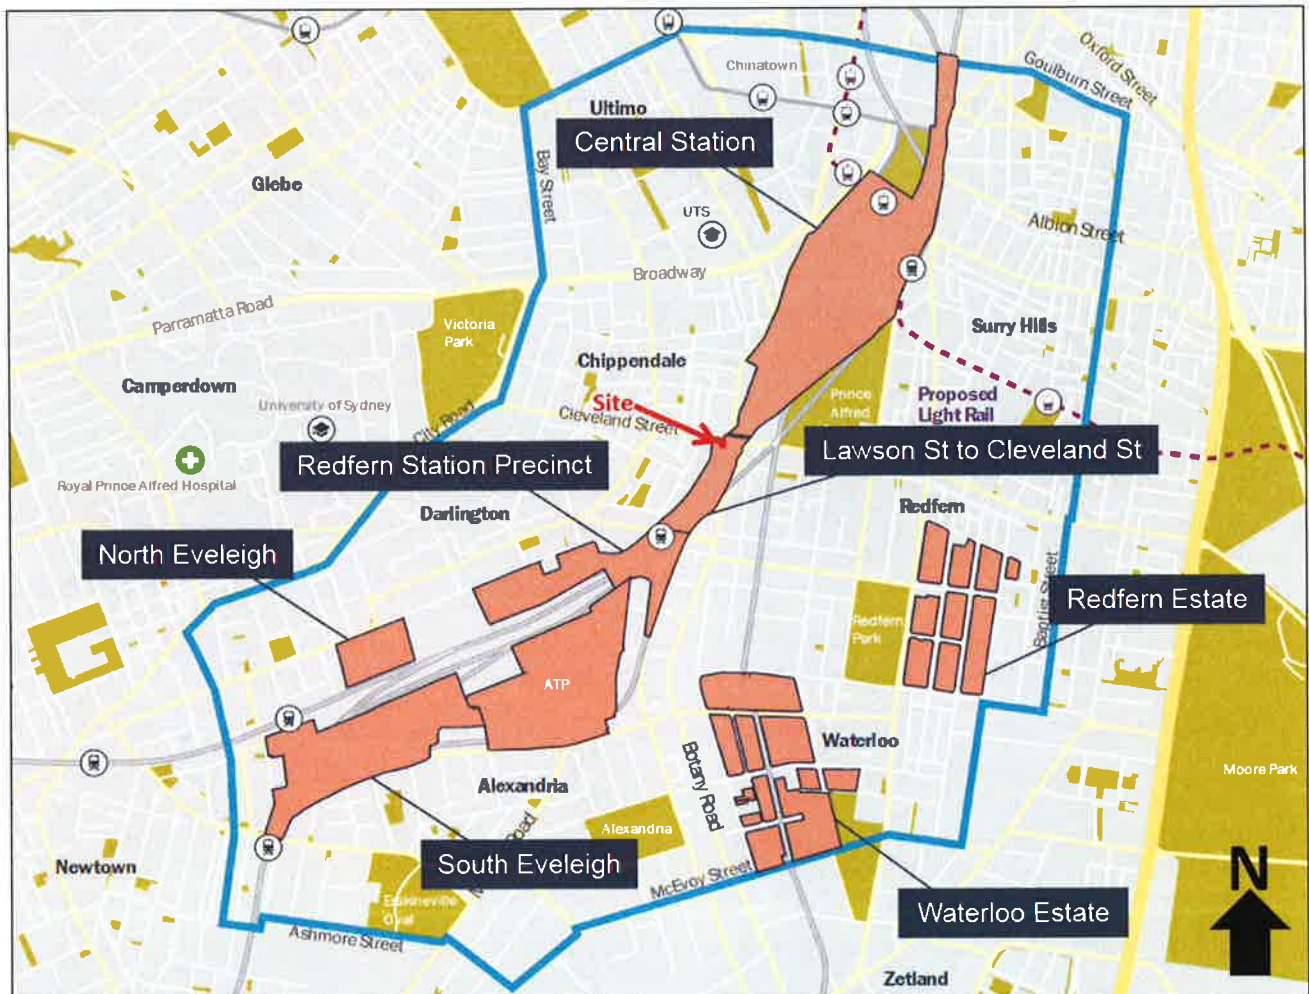 Oxford Street
Goulburn Street
Chinatown
Ultimo
Central Station
Bay Street
Glebe
UTS
Albion Street
Broadway
Parramatta Road
Victoria
Park
Surry Hills
Chippendale
Camperdown
University of Sydney
Site
Cleveland Street
Prince
Alfred
Proposed
Light Rail
City Road
Redfern Station Precinct
Lawson St to Cleveland St
Royal Prince Alfred Hospital
Darlington
Redfern
North Eveleigh
Baptist Street
Redfern Estate
Redfern
Park
ATP
Waterloo
Botany Road
Moore Park
Alexandria
Road
Alexandria
South Eveleigh
Newtown
McEvoy Street
Erskineville
Oval
Waterloo Estate
Ashmore Street
Zetland
N